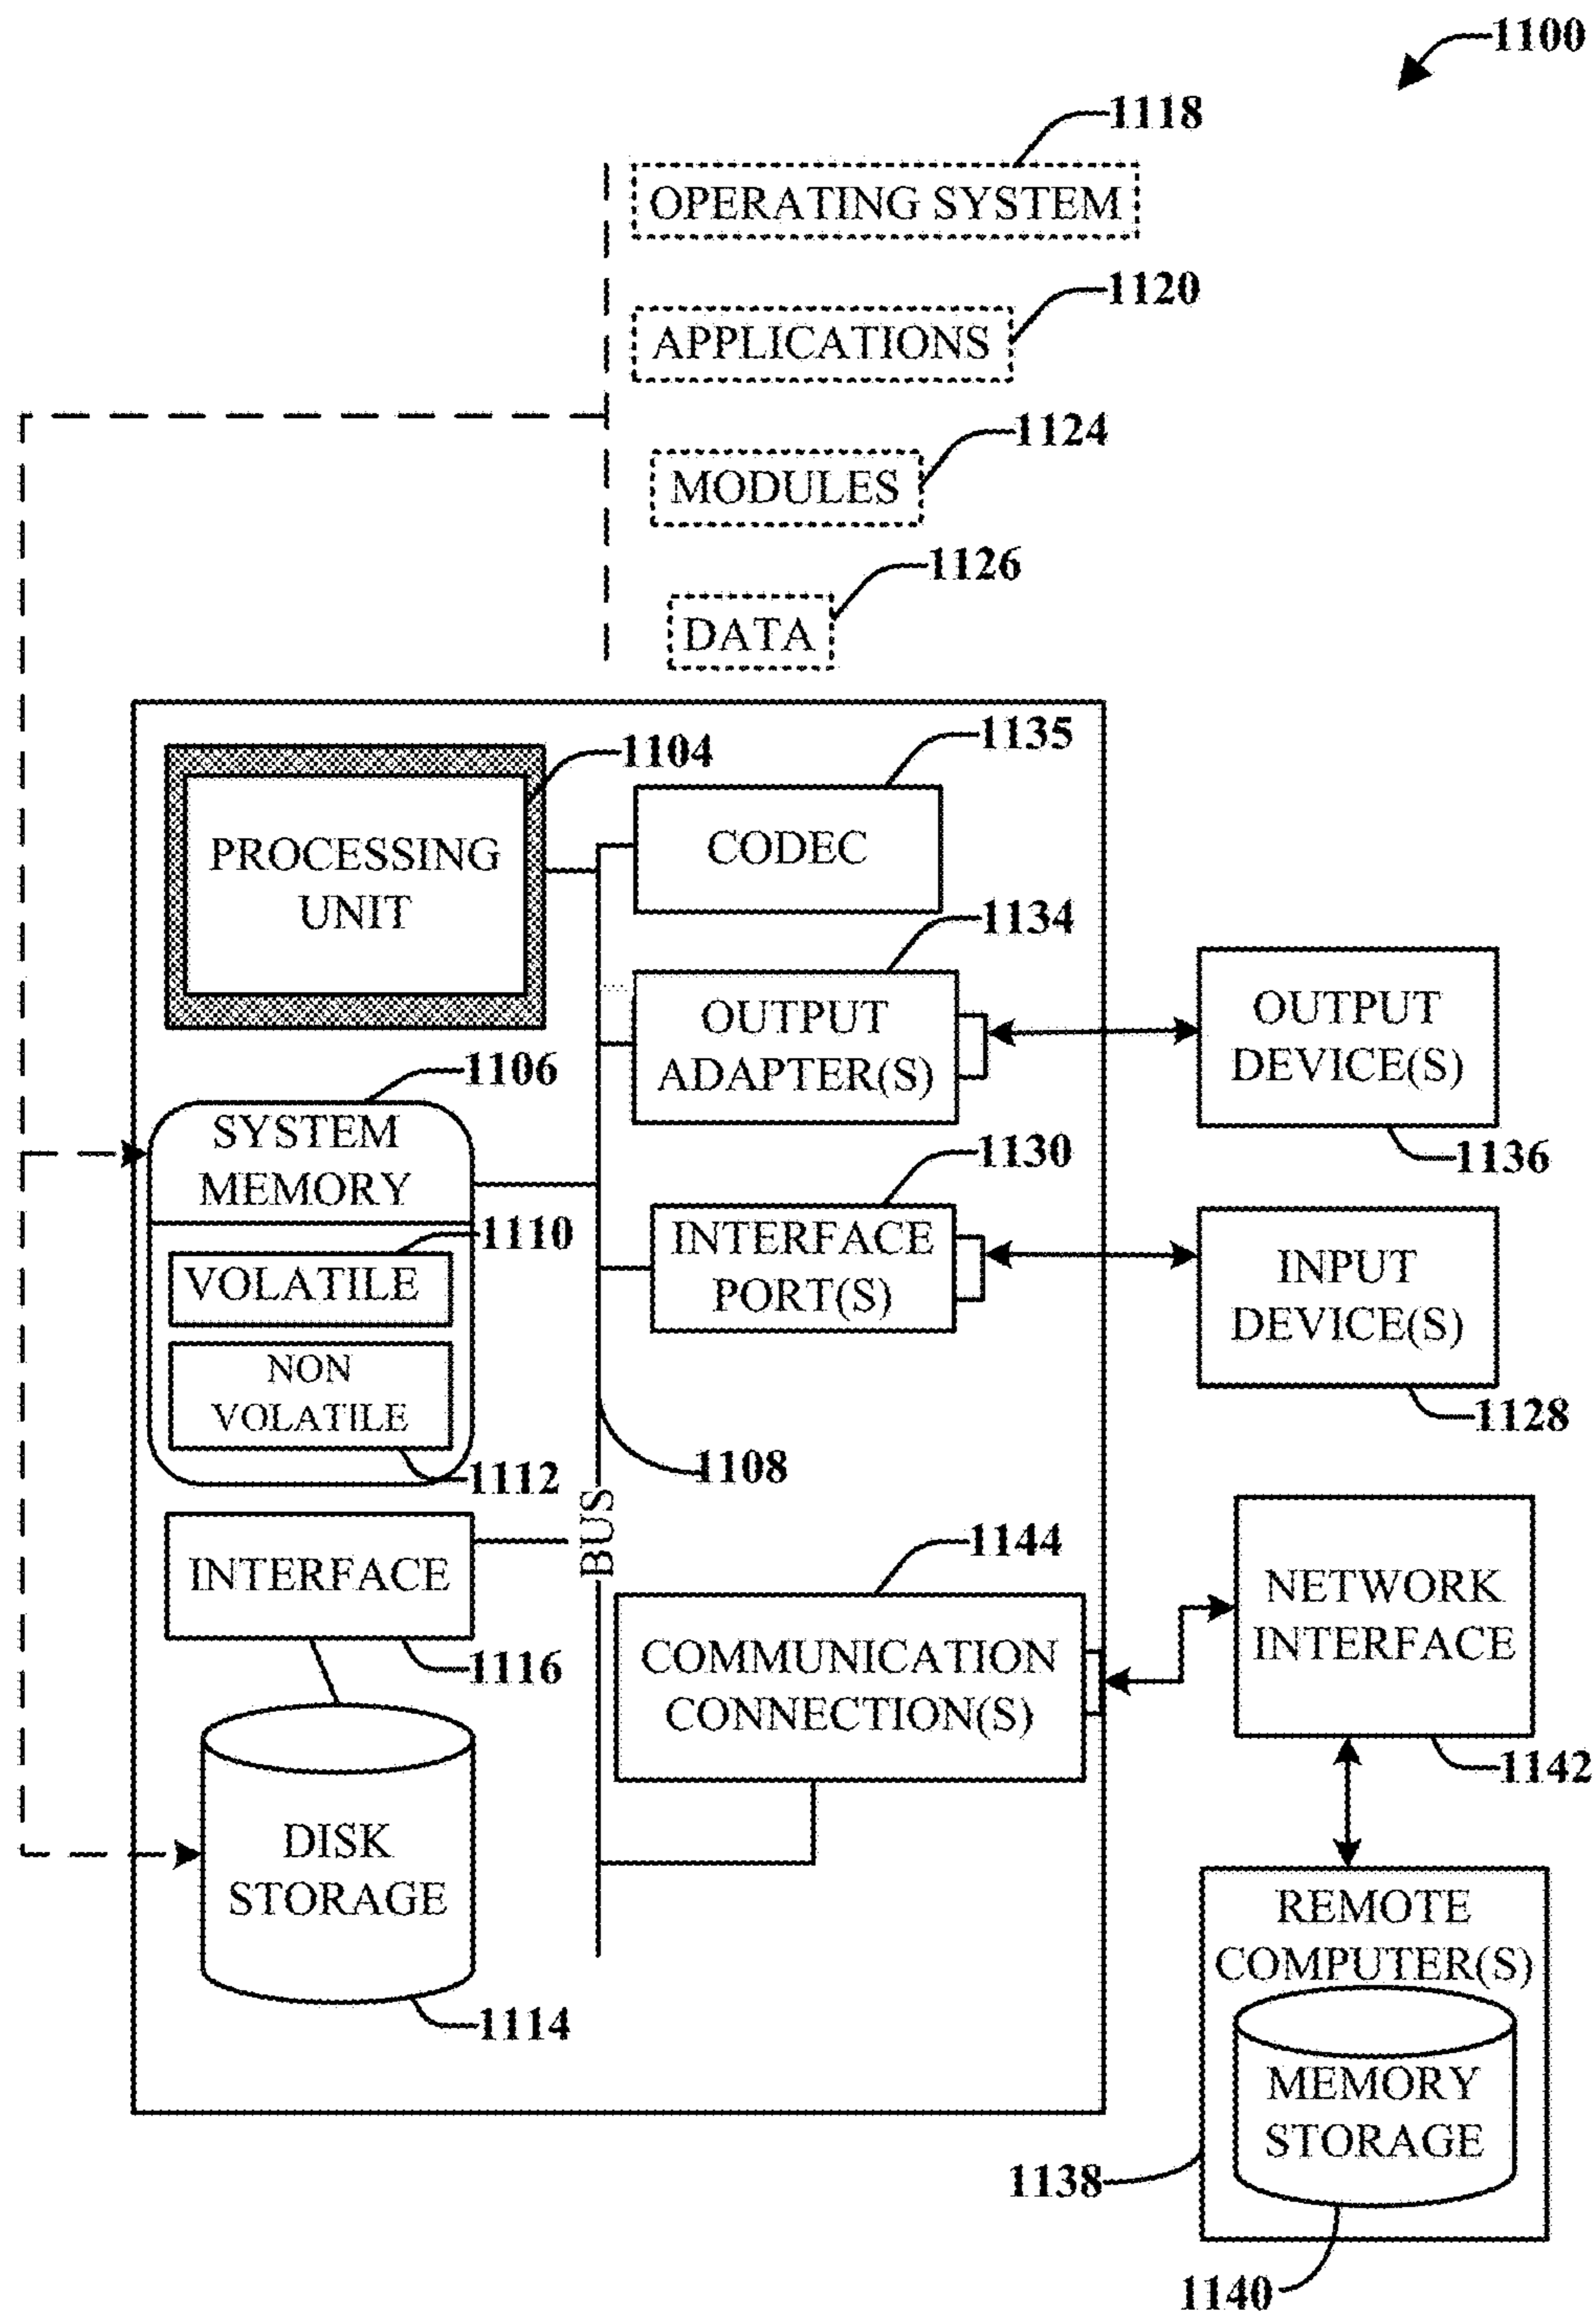 1100
1118
OPERATING SYSTEM
1120
APPLICATIONS
1124
MODULES
1126
DATA
1104
PROCESSING
UNIT
1135
CODEC
1134
OUTPUT
ADAPTER(S)
OUTPUT
DEVICE(S)
1136
1106
SYSTEM
MEMORY
1110
VOLATILE
NON
VOLATILE
1112
1130
INTERFACE
PORT(S)
INPUT
DEVICE(S)
1128
1108
BUS
INTERFACE
1116
1144
COMMUNICATION
CONNECTION(S)
NETWORK
INTERFACE
1142
DISK
STORAGE
1114
REMOTE
COMPUTER(S)
MEMORY
STORAGE
1138
1140